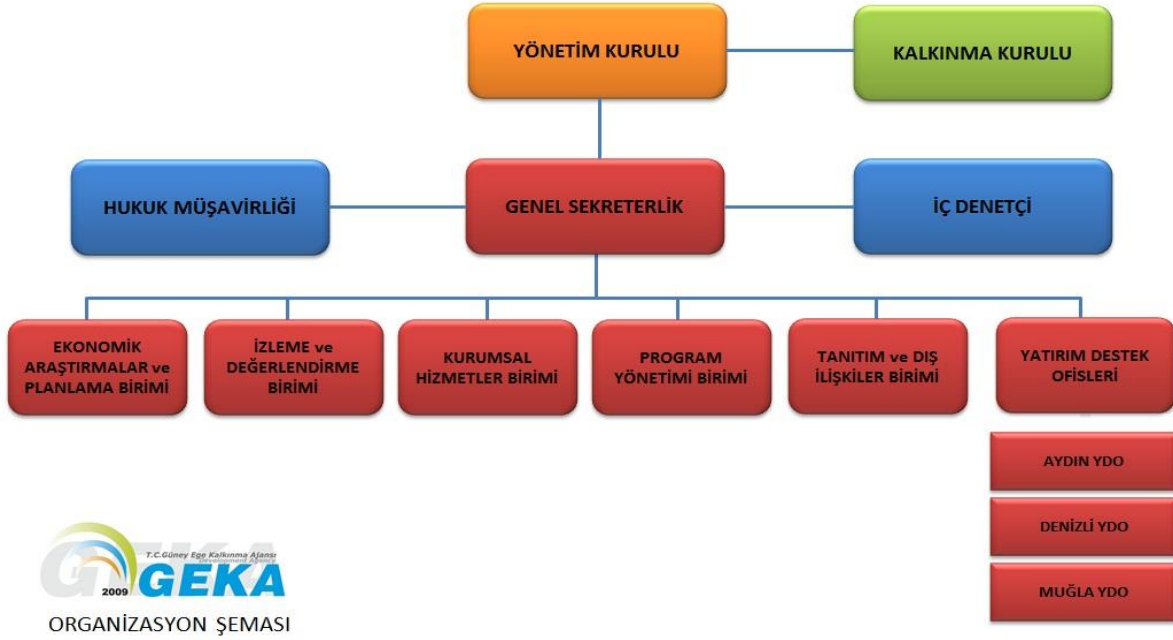 YÖNETİM KURULU
KALKINMA KURULU
HUKUK MÜŞAVİRLİĞİ
GENEL SEKRETERLİK
İÇ DENETÇİ
EKONOMİK
ARAŞTIRMALAR ve
PLANLAMA BİRİMİ
İZLEME ve
DEĞERLENDİRME
BİRİMİ
KURUMSAL
HİZMETLER BİRİMİ
PROGRAM
YÖNETİMİ BİRİMİ
TANITIM ve DIŞ
İLİŞKİLER BİRİMİ
YATIRIM DESTEK
OFİSLERİ
AYDIN YDO
DENİZLİ YDO
MUĞLA YDO
T.C.Güney Ege Kalkınma Ajansı
Development Agency
2009 GEKA
ORGANİZASYON ŞEMASI